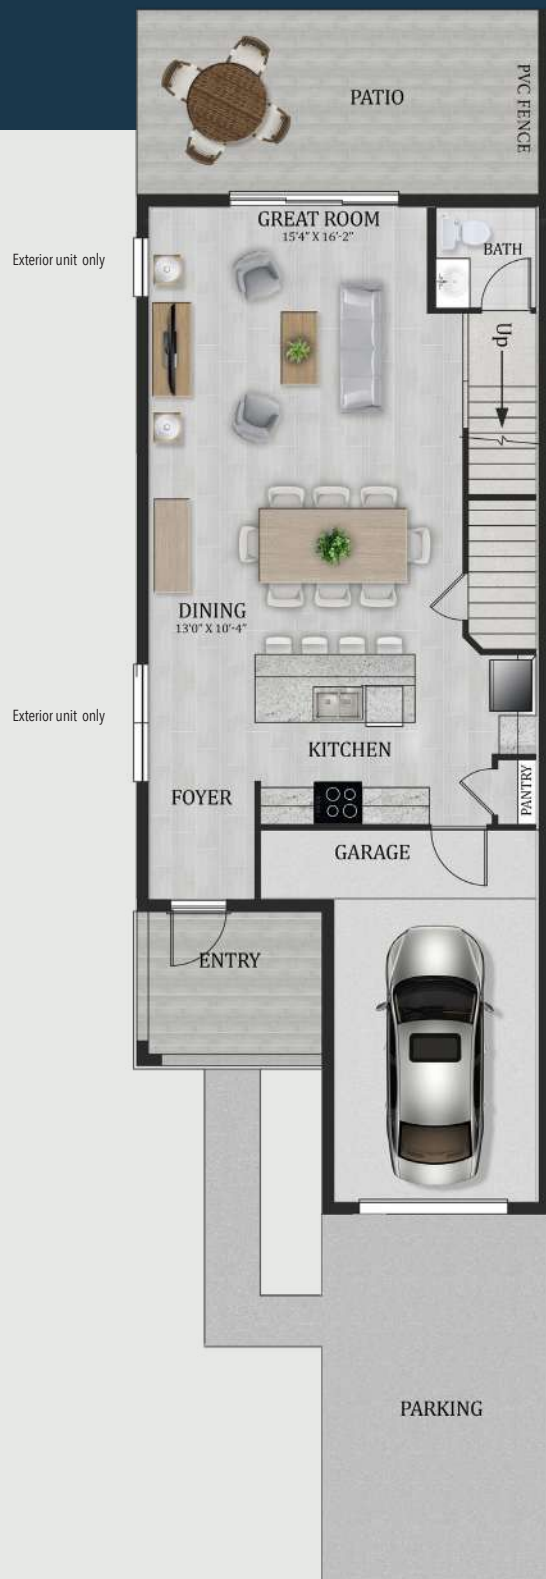 PATIO
PVC FENCE
GREAT ROOM
15'4" X 16'-2"
Exterior unit only
BATH
Up
DINING
13'0" X 10'-4"
Exterior unit only
KITCHEN
PANTRY
FOYER
GARAGE
ENTRY
PARKING